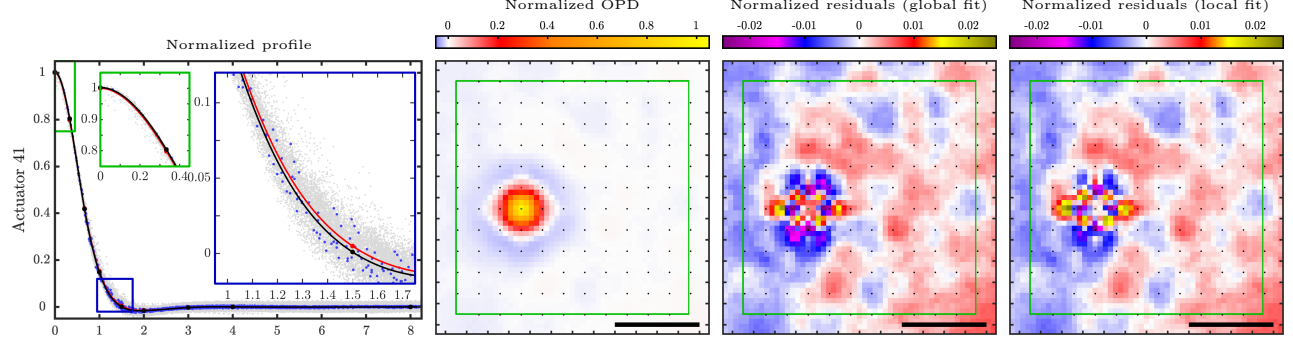 Normalized profile
Normalized OPD
Normalized residuals (global fit)
Normalized residuals (local fit)
0 0.2 0.4 0.6 0.8 1
-0.02 -0.01 0 0.01 0.02
-0.02 -0.01 0 0.01 0.02
Actuator 41
1
0.8
0.6
0.4
0.2
0
0 1 2 3 4 5 6 7 8
1
0.9
0.8
0 0.2 0.4
0.1
0.05
0
1 1.1 1.2 1.3 1.4 1.5 1.6 1.7